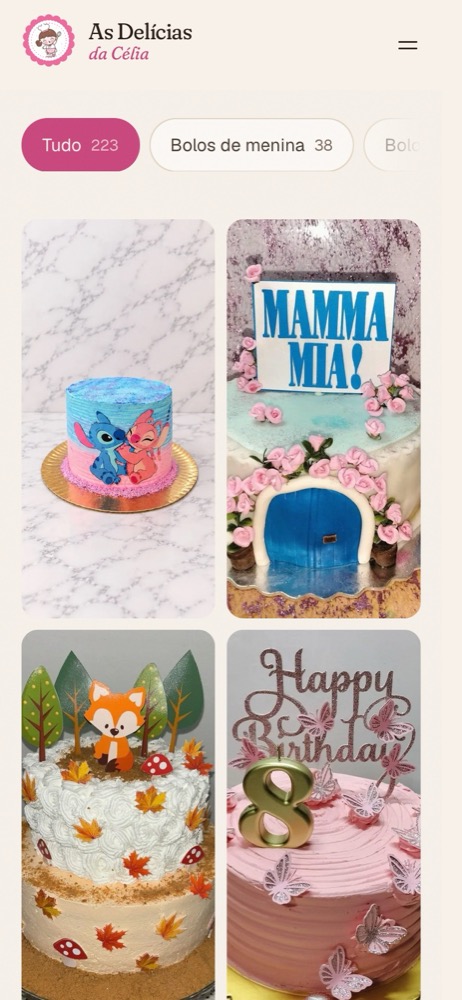 As Delícias
da Célia
Tudo 223
Bolos de menina 38
MAMMA
MIA!
Happy
Birthday
8